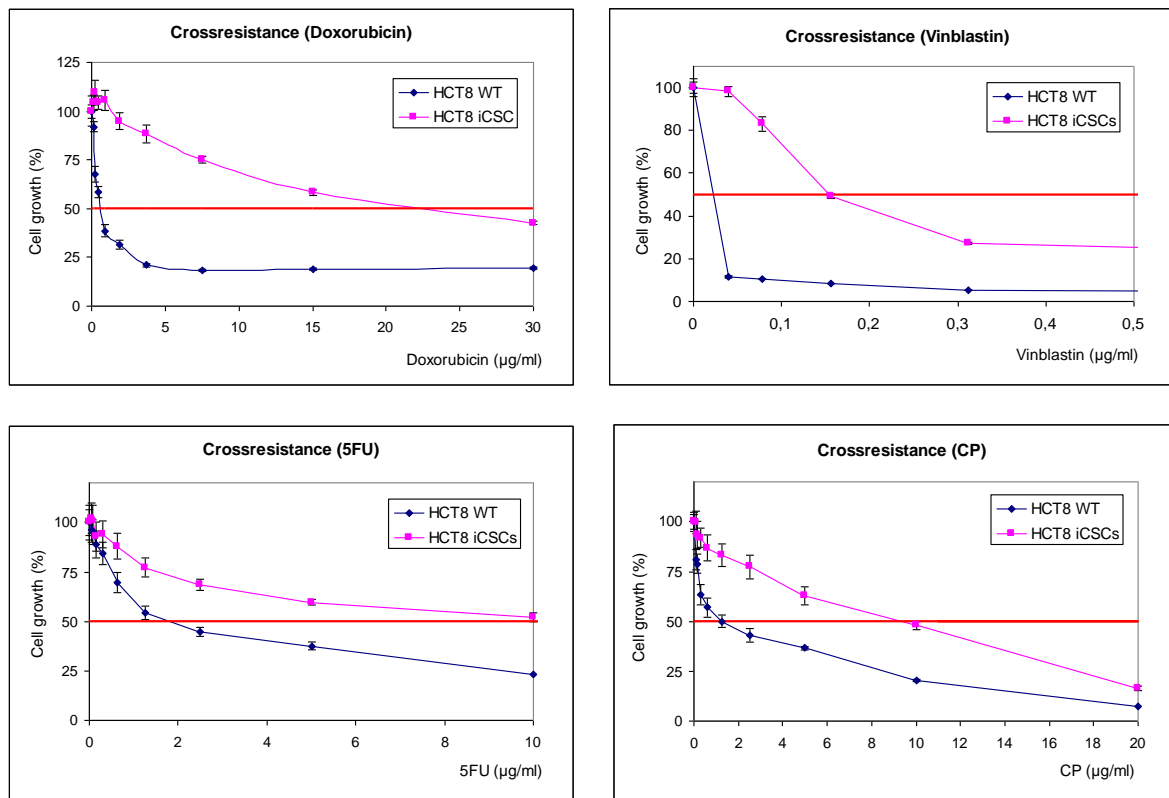 Crossresistance (Doxorubicin)
Cell growth (%)
125
100
75
50
25
0
0 5 10 15 20 25 30
Doxorubicin (µg/ml)
HCT8 WT
HCT8 iCSC
Crossresistance (Vinblastin)
Cell growth (%)
100
80
60
40
20
0
0 0,1 0,2 0,3 0,4 0,5
Vinblastin (µg/ml)
HCT8 WT
HCT8 iCSCs
Crossresistance (5FU)
Cell growth (%)
100
75
50
25
0
0 2 4 6 8 10
5FU (µg/ml)
HCT8 WT
HCT8 iCSCs
Crossresistance (CP)
Cell growth (%)
100
75
50
25
0
0 2 4 6 8 10 12 14 16 18 20
CP (µg/ml)
HCT8 WT
HCT8 iCSCs